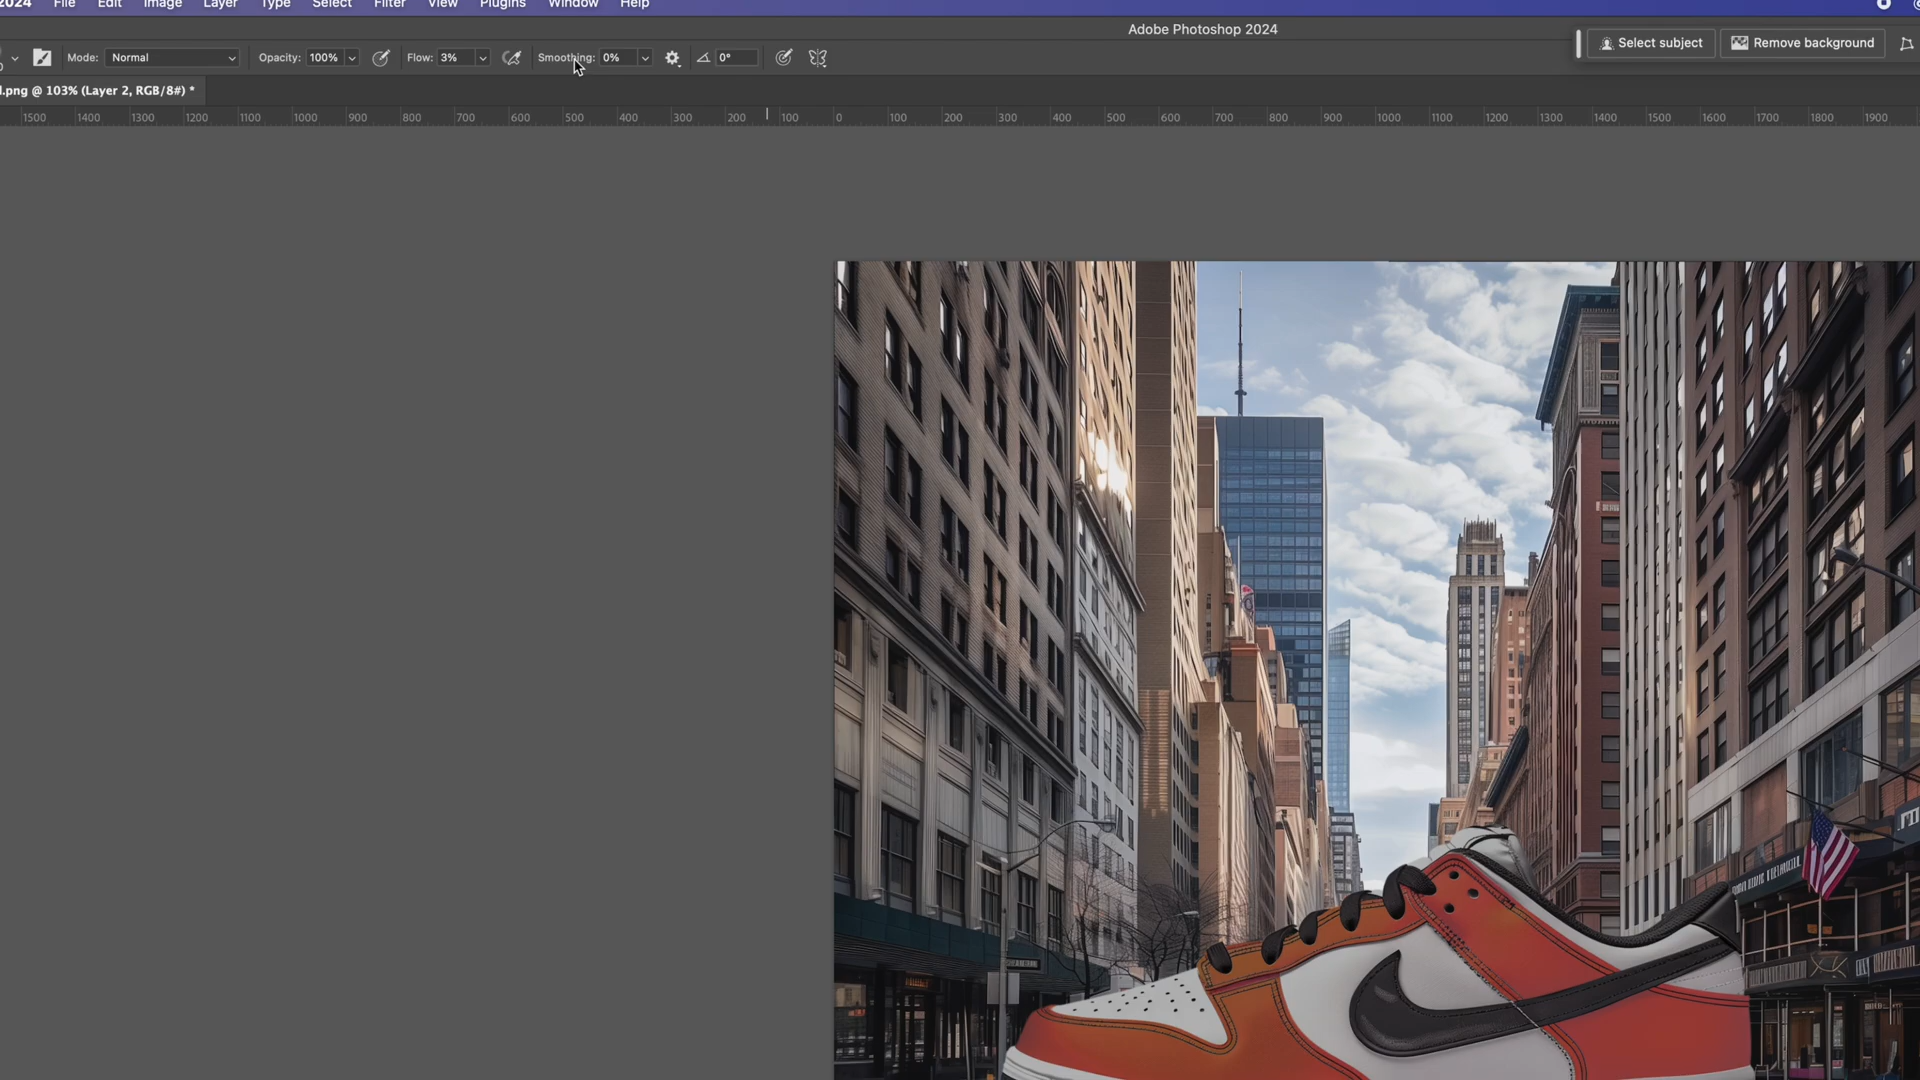 2024 File Edit Image Layer Type Select Filter View Plugins Window Help
Adobe Photoshop 2024
Mode: Normal Opacity: 100% Flow: 3% Smoothing: 0% 0° Select subject Remove background
.png @ 103% (Layer 2, RGB/8#) *
1500 1400 1300 1200 1100 1000 900 800 700 600 500 400 300 200 100 0 100 200 300 400 500 600 700 800 900 1000 1100 1200 1300 1400 1500 1600 1700 1800 1900